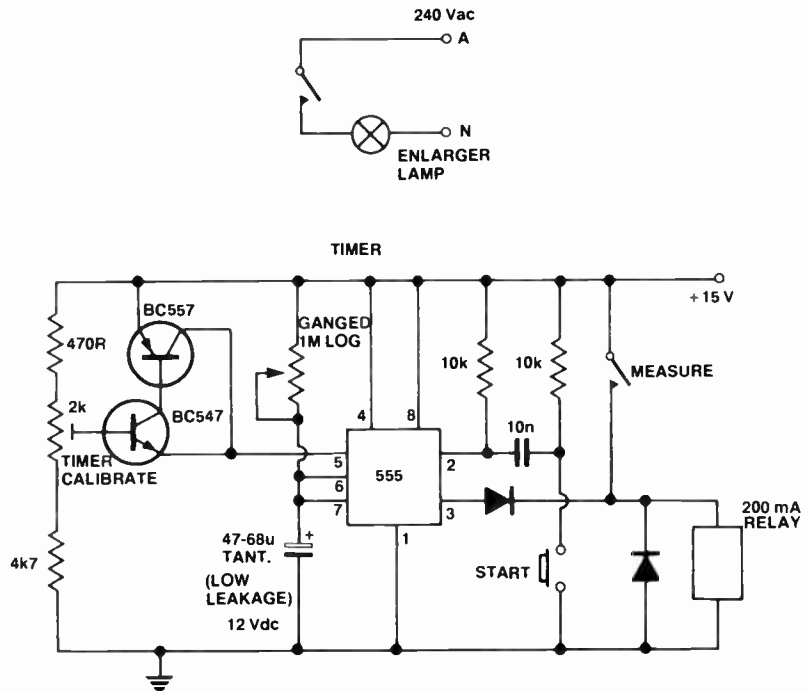 240 Vac
A
N
ENLARGER
LAMP
TIMER
+ 15 V
BC557
470R
GANGED
1M LOG
10k
10k
MEASURE
2k
BC547
4
8
10n
TIMER
CALIBRATE
5
6
7
555
2
3
1
200 mA
RELAY
47-68u
TANT.
+
(LOW
LEAKAGE)
12 Vdc
START
4k7